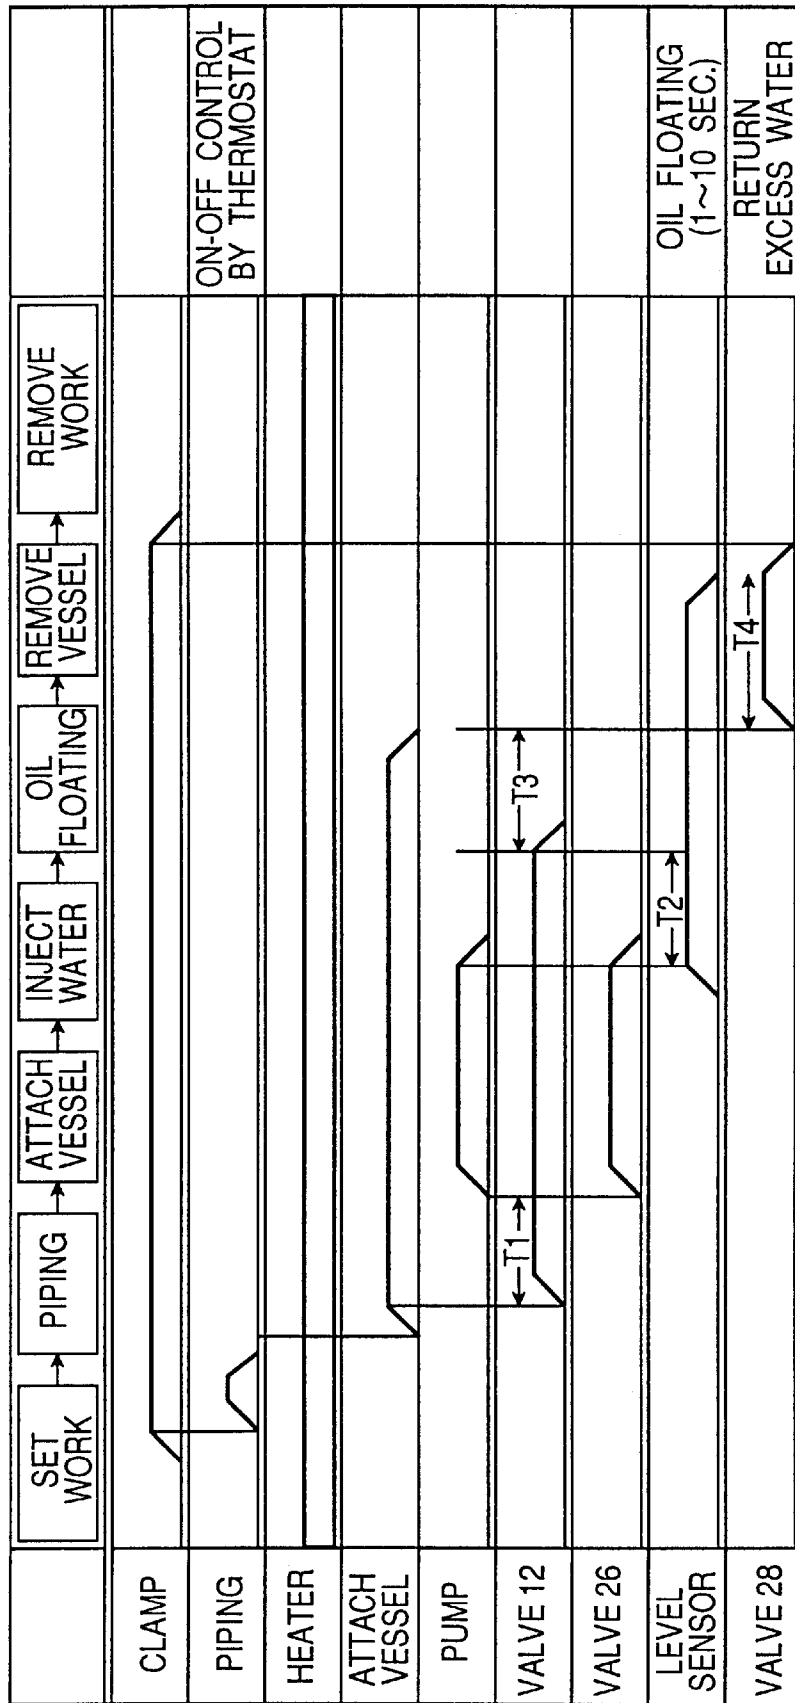 SET
WORK
PIPING
ATTACH
VESSEL
INJECT
WATER
OIL
FLOATING
REMOVE
VESSEL
REMOVE
WORK
CLAMP
PIPING
ON-OFF CONTROL
BY THERMOSTAT
HEATER
ATTACH
VESSEL
PUMP
VALVE 12
T1
T3
VALVE 26
LEVEL
SENSOR
T2
OIL FLOATING
(1~10 SEC.)
VALVE 28
T4
RETURN
EXCESS WATER